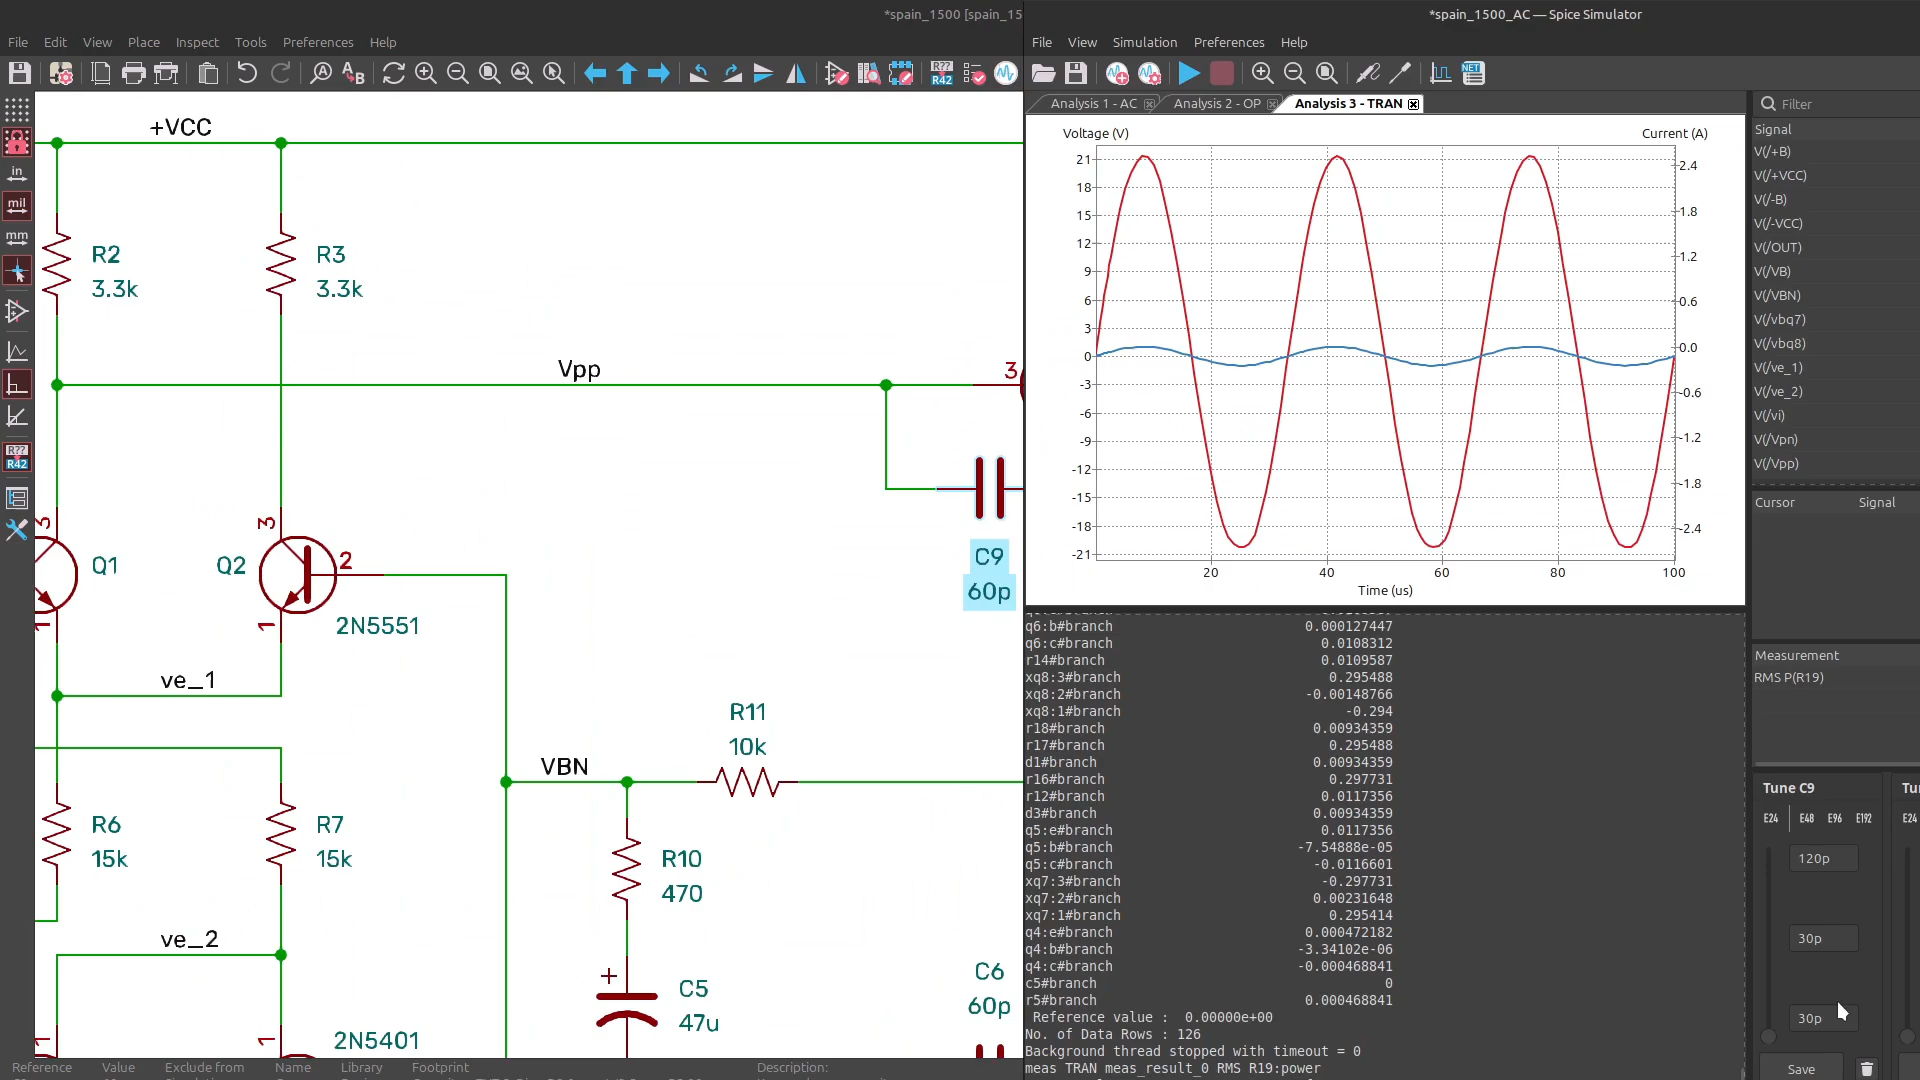 *spain_1500 [spain_15
File Edit View Place Inspect Tools Preferences Help
+VCC
R2
3.3k
R3
3.3k
Vpp
3
3
Q1
1
3
Q2
2
1
2N5551
C9
60p
ve_1
R11
10k
VBN
R6
15k
R7
15k
R10
470
ve_2
+
C5
47u
C6
60p
1
1
2N5401
in
mil
mm
R??
R42
R??
R42
Reference Value Exclude from Name Library Footprint Description:
*spain_1500_AC — Spice Simulator
File View Simulation Preferences Help
NET
Analysis 1 - AC Analysis 2 - OP Analysis 3 - TRAN
Voltage (V) Current (A)
21
18
15
12
9
6
3
0
-3
-6
-9
-12
-15
-18
-21
2.4
1.8
1.2
0.6
0.0
-0.6
-1.2
-1.8
-2.4
20 40 60 80 100
Time (us)
q6:b#branch 0.000127447
q6:c#branch 0.0108312
r14#branch 0.0109587
xq8:3#branch 0.295488
xq8:2#branch -0.00148766
xq8:1#branch -0.294
r18#branch 0.00934359
r17#branch 0.295488
d1#branch 0.00934359
r16#branch 0.297731
r12#branch 0.0117356
d3#branch 0.00934359
q5:e#branch 0.0117356
q5:b#branch -7.54888e-05
q5:c#branch -0.0116601
xq7:3#branch -0.297731
xq7:2#branch 0.00231648
xq7:1#branch 0.295414
q4:e#branch 0.000472182
q4:b#branch -3.34102e-06
q4:c#branch -0.000468841
c5#branch 0
r5#branch 0.000468841
Reference value : 0.00000e+00
No. of Data Rows : 126
Background thread stopped with timeout = 0
meas TRAN meas_result_0 RMS R19:power
Filter
Signal
V(/+B)
V(/+VCC)
V(/-B)
V(/-VCC)
V(/OUT)
V(/VB)
V(/VBN)
V(/vbq7)
V(/vbq8)
V(/ve_1)
V(/ve_2)
V(/vi)
V(/Vpn)
V(/Vpp)
Cursor Signal
Measurement
RMS P(R19)
Tune C9
E24 E48 E96 E192 E24
120p
30p
30p
Save